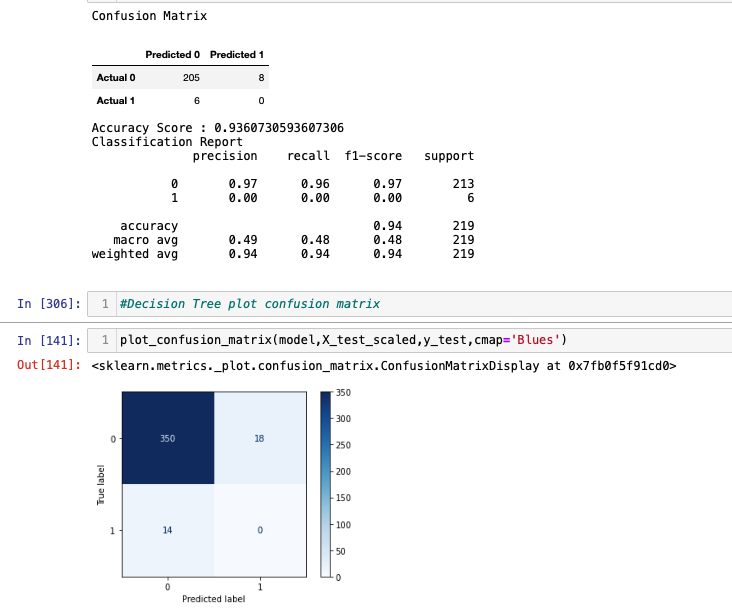 Confusion Matrix
Predicted 0 Predicted 1
Actual 0 205 8
Actual 1 6 0
Accuracy Score : 0.9360730593607306
Classification Report
precision recall f1-score support
0 0.97 0.96 0.97 213
1 0.00 0.00 0.00 6
accuracy 0.94 219
macro avg 0.49 0.48 0.48 219
weighted avg 0.94 0.94 0.94 219
In [306]: 1 #Decision Tree plot confusion matrix
In [141]: 1 plot_confusion_matrix(model,X_test_scaled,y_test,cmap='Blues')
Out[141]: <sklearn.metrics._plot.confusion_matrix.ConfusionMatrixDisplay at 0x7fb0f5f91cd0>
350
300
250
200
150
100
50
0
True label
0 350 18
1 14 0
0 1
Predicted label